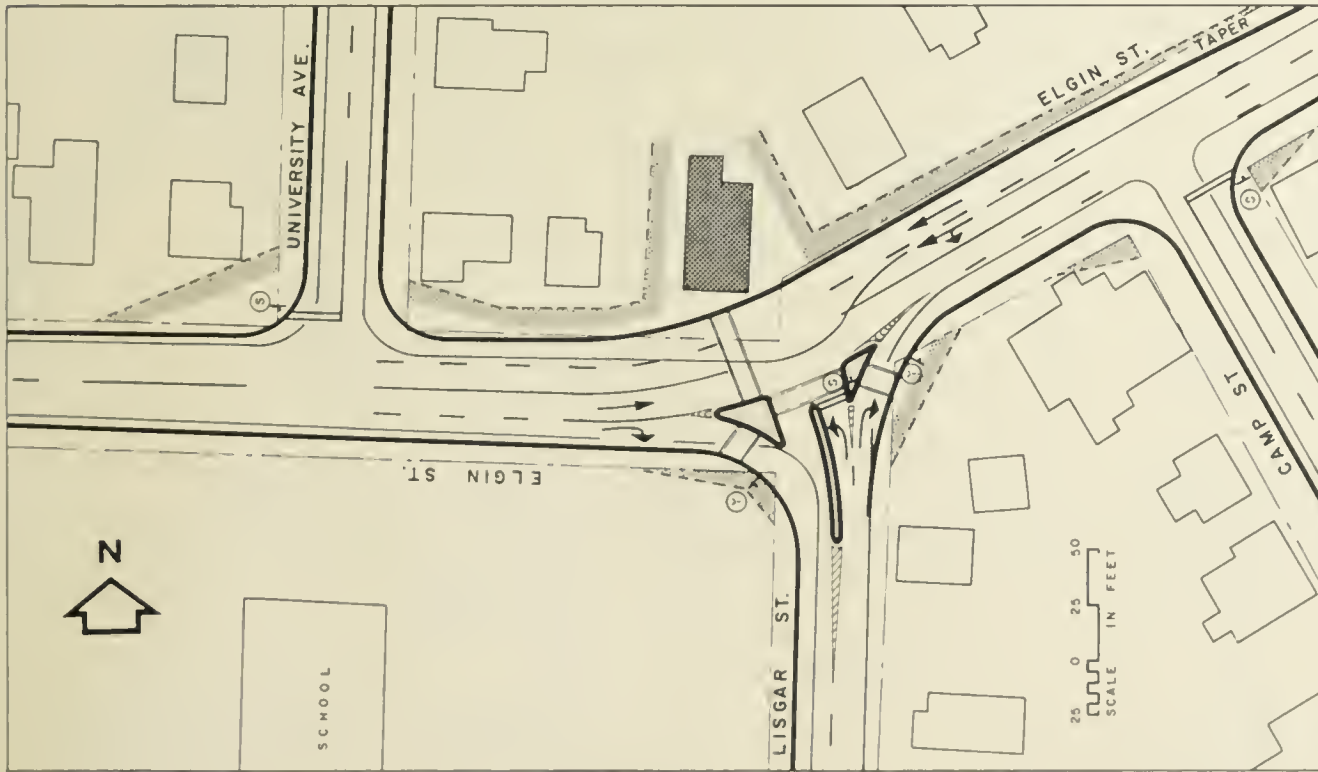 UNIVERSITY AVE.
ELGIN ST.
TAPER
S
S
S
Y
ELGIN ST.
Y
CAMP ST
N
LISGAR ST.
SCHOOL
25 0 25 50
SCALE IN FEET